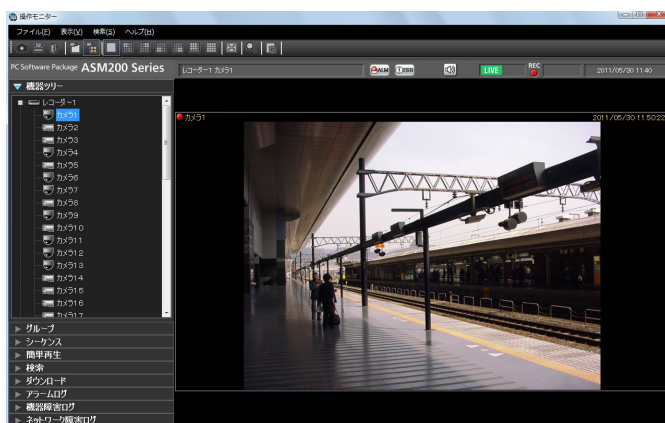 操作モニター
ファイル(F) 表示(V) 検索(S) ヘルプ(H)
PC Software Package ASM200 Series
レコーダー1 カメラ1
ALM
ERR
LIVE
REC
2011/05/30 11:40
機器ツリー
レコーダー1
カメラ1
カメラ2
カメラ3
カメラ4
カメラ5
カメラ6
カメラ7
カメラ8
カメラ9
カメラ10
カメラ11
カメラ12
カメラ13
カメラ14
カメラ15
カメラ16
カメラ17
カメラ1
2011/05/30 11:50:22
グループ
シーケンス
簡単再生
検索
ダウンロード
アラームログ
機器障害ログ
ネットワーク障害ログ